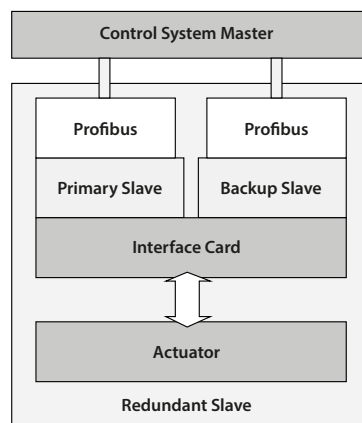 Control System Master
Profibus Profibus
Primary Slave Backup Slave
Interface Card
Actuator
Redundant Slave